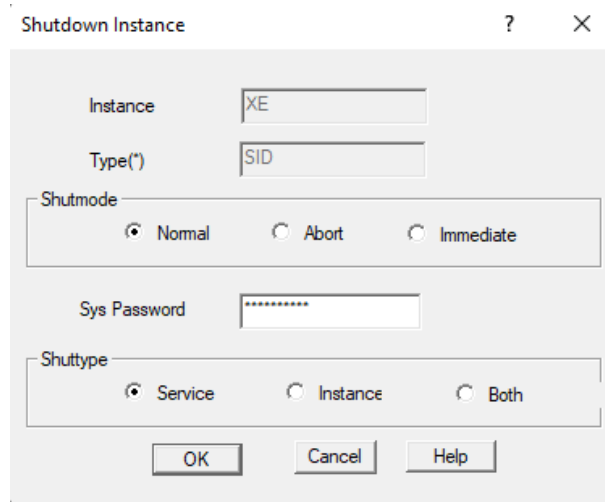 Shutdown Instance ? ×
Instance XE
Type(*) SID
Shutmode
Normal Abort Immediate
Sys Password **********
Shuttype
Service Instance Both
OK Cancel Help